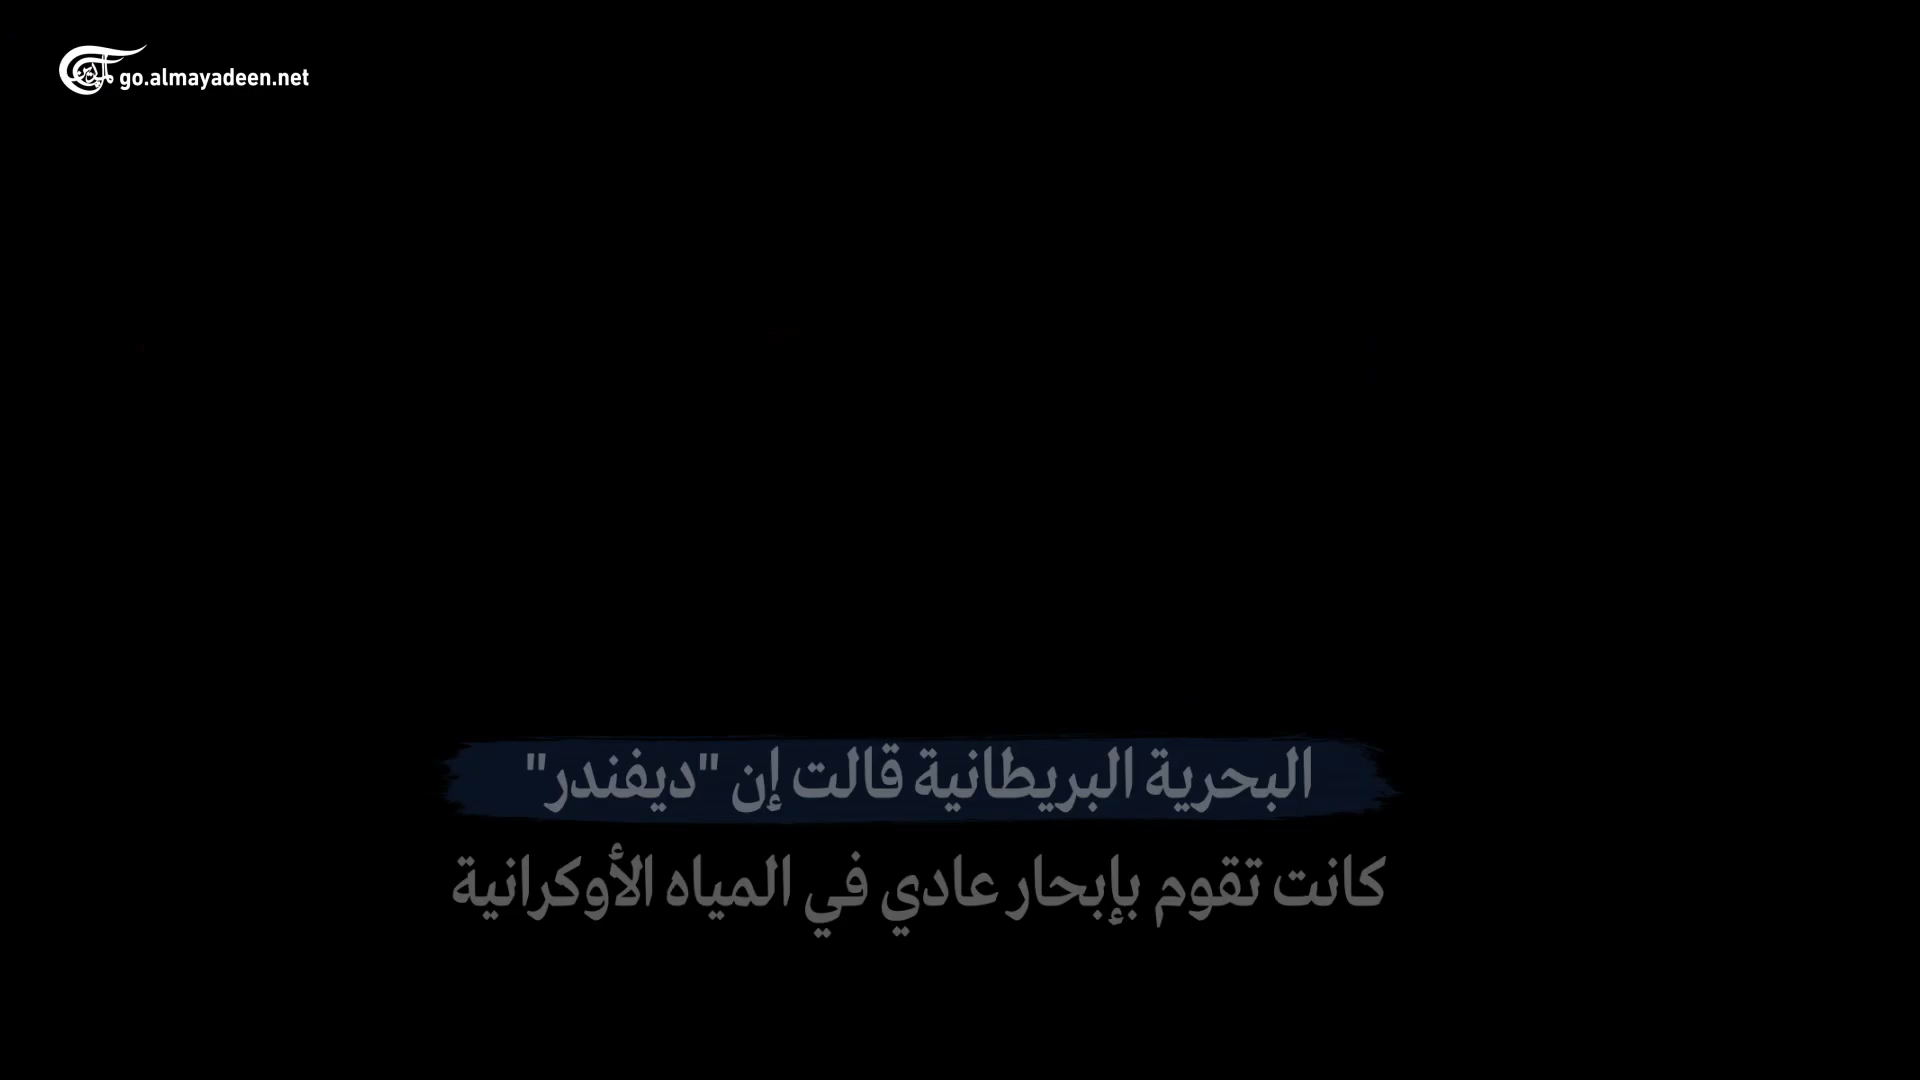 go.almayadeen.net
البحرية البريطانية قالت إن "ديفندر"
كانت تقوم بإبحار عادي في المياه الأوكرانية